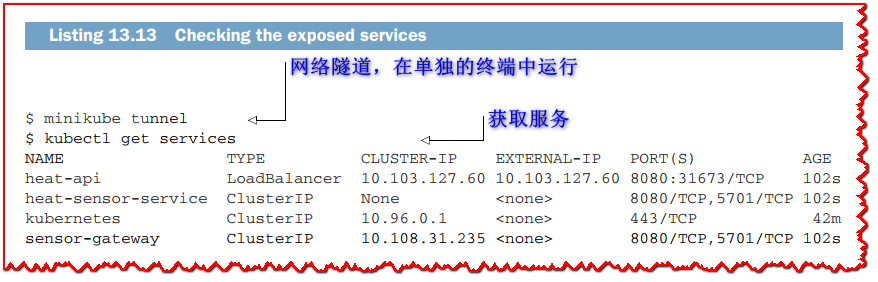 Listing 13.13 Checking the exposed services
网络隧道，在单独的终端中运行
$ minikube tunnel
获取服务
$ kubectl get services
NAME TYPE CLUSTER-IP EXTERNAL-IP PORT(S) AGE
heat-api LoadBalancer 10.103.127.60 10.103.127.60 8080:31673/TCP 102s
heat-sensor-service ClusterIP None <none> 8080/TCP,5701/TCP 102s
kubernetes ClusterIP 10.96.0.1 <none> 443/TCP 42m
sensor-gateway ClusterIP 10.108.31.235 <none> 8080/TCP,5701/TCP 102s